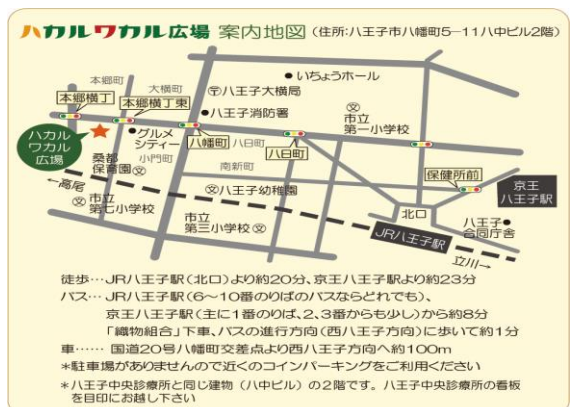 ハカルワカル広場 案内地図 (住所:八王子市八幡町5-11八中ビル2階)
本郷町
大横町
●いちょうホール
〒八王子大横局
本郷横丁
本郷横丁東
●八王子消防署
文 市立第一小学校
ハカルワカル広場
●グルメシティー
八幡町
八日町
八日町
小門町
桑都保育園 文
南新町
保健所前
←高尾
文 市立第七小学校
文 八王子幼稚園
京王八王子駅
北口
市立第三小学校 文
JR八王子駅
八王子合同庁舎
立川→
徒歩…JR八王子駅(北口)より約20分、京王八王子駅より約23分
バス…JR八王子駅(6〜10番のりばのバスならどれでも)、
京王八王子駅(主に1番のりば、2、3番からも少し)から約8分
「織物組合」下車、バスの進行方向(西八王子方向)に歩いて約1分
車……国道20号八幡町交差点より西八王子方向へ約100m
*駐車場がありませんので近くのコインパーキングをご利用ください
*八王子中央診療所と同じ建物(八中ビル)の2階です。八王子中央診療所の看板
を目印にお越し下さい